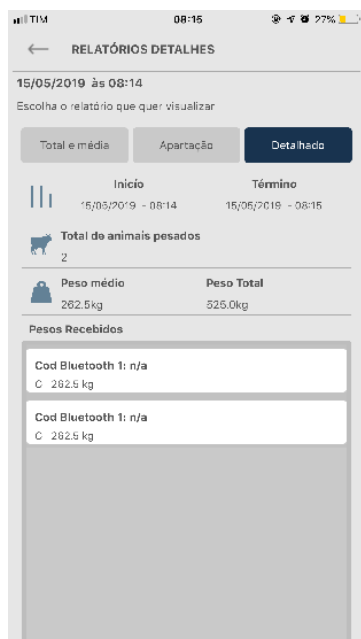 TIM 08:15 27%
RELATÓRIOS DETALHES
15/05/2019 às 08:14
Escolha o relatório que quer visualizar
Total e média Apartação Detalhado
Início Término
15/05/2019 - 08:14 15/05/2019 - 08:15
Total de animais pesados
2
Peso médio Peso Total
262.5kg 525.0kg
Pesos Recebidos
Cod Bluetooth 1: n/a
C 262.5 kg
Cod Bluetooth 1: n/a
C 262.5 kg